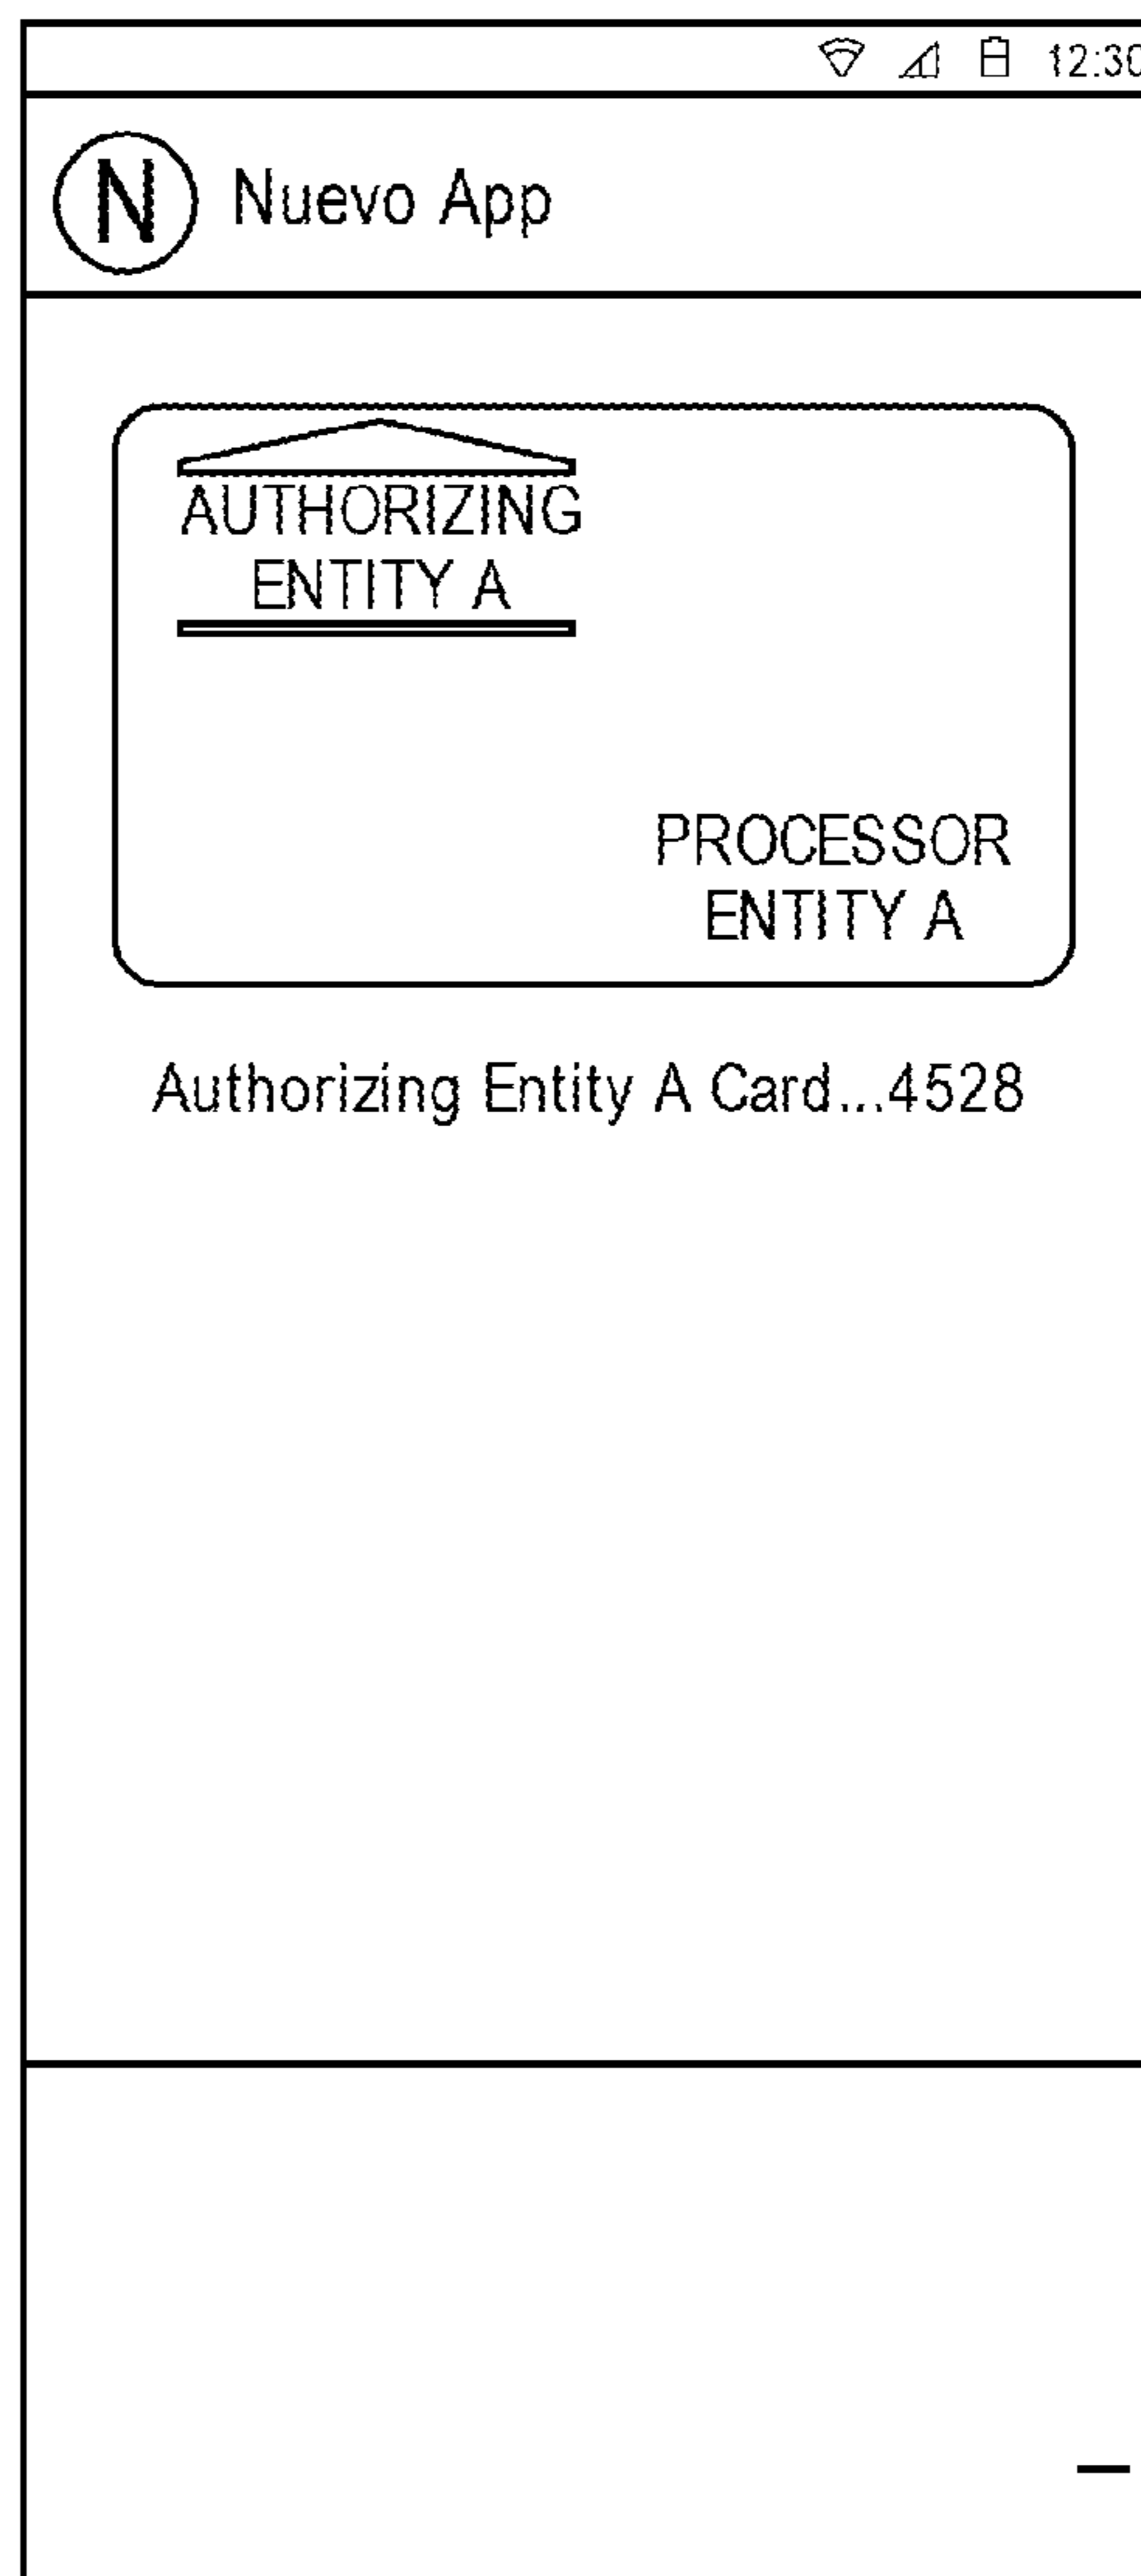 12:30
N Nuevo App
AUTHORIZING
ENTITY A
PROCESSOR
ENTITY A
Authorizing Entity A Card...4528